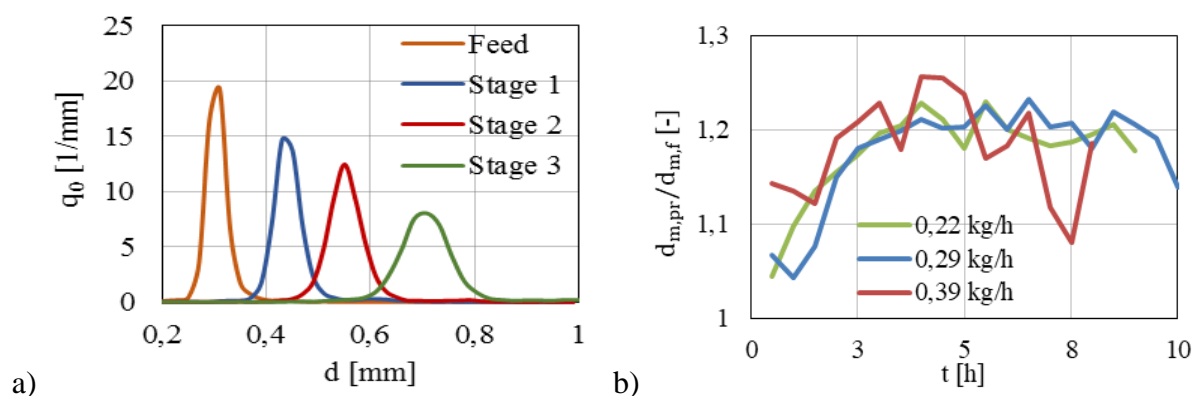 25
20
15
10
5
0
q₀ [1/mm]
Feed
Stage 1
Stage 2
Stage 3
0,2
0,4
0,6
0,8
1
d [mm]
a)
1,3
1,2
1,1
1
dₘ,ₚᵣ/dₘ,f [-]
0,22 kg/h
0,29 kg/h
0,39 kg/h
0
3
5
8
10
t [h]
b)